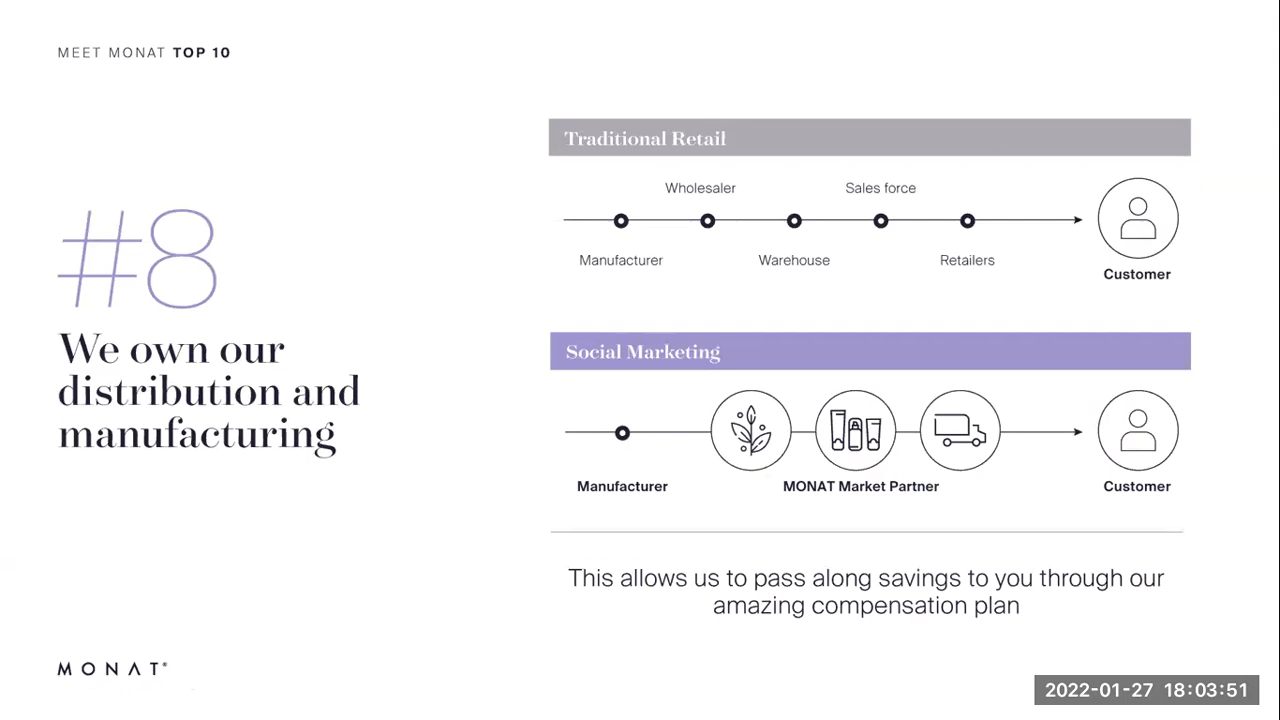 MEET MONAT TOP 10
#8
We own our
distribution and
manufacturing
Traditional Retail
Wholesaler
Sales force
Manufacturer
Warehouse
Retailers
Customer
Social Marketing
Manufacturer
MONAT Market Partner
Customer
This allows us to pass along savings to you through our
amazing compensation plan
MONAT®
2022-01-27 18:03:51